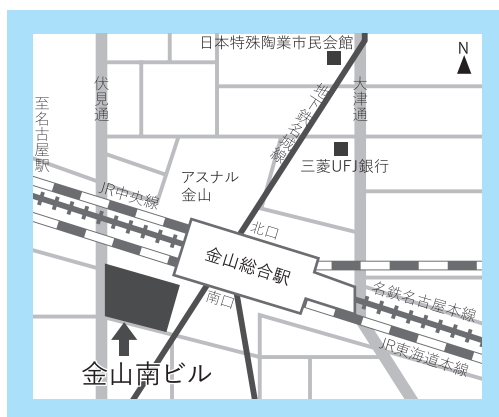 日本特殊陶業市民会館
N
伏見通
大津通
至名古屋駅
地下鉄名城線
三菱UFJ銀行
アスナル
金山
JR中央線
北口
金山総合駅
南口
名鉄名古屋本線
JR東海道本線
金山南ビル